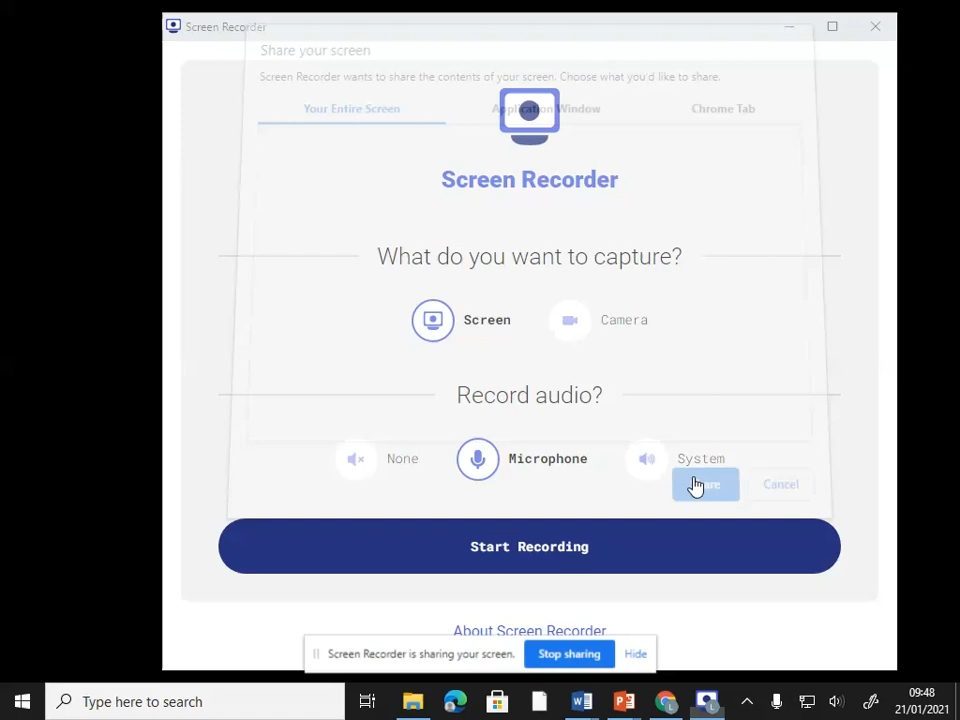 Screen Recorder
Share your screen
Screen Recorder wants to share the contents of your screen. Choose what you'd like to share.
Your Entire Screen
Application Window
Chrome Tab
Screen Recorder
What do you want to capture?
Screen
Camera
Record audio?
None
Microphone
System
Cancel
Start Recording
About Screen Recorder
Screen Recorder is sharing your screen.
Stop sharing
Hide
Type here to search
09:48
21/01/2021